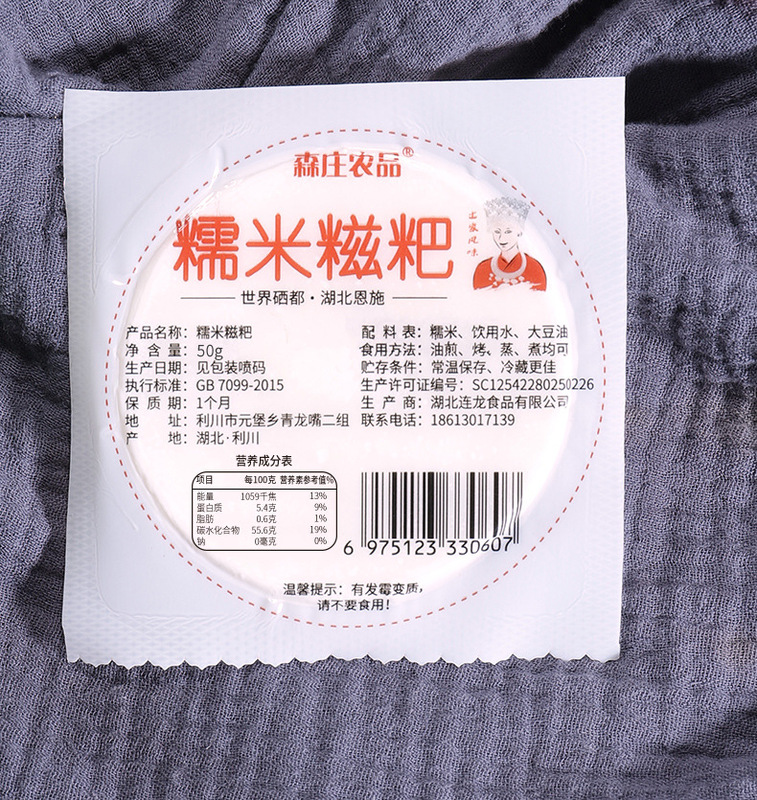 森庄农品®
糯米糍粑
土家风味
世界硒都·湖北恩施
产品名称：糯米糍粑
净含量：50g
生产日期：见包装喷码
执行标准：GB 7099-2015
保质期：1个月
地址：利川市元堡乡青龙嘴二组
产地：湖北·利川
配料表：糯米、饮用水、大豆油
食用方法：油煎、烤、蒸、煮均可
贮存条件：常温保存、冷藏更佳
生产许可证编号：SC12542280250226
生产商：湖北连龙食品有限公司
联系电话：18613017139
营养成分表
项目 每100克 营养素参考值%
能量 1059千焦 13%
蛋白质 5.4克 9%
脂肪 0.6克 1%
碳水化合物 55.6克 19%
钠 0毫克 0%
6 975123 330607
温馨提示：有发霉变质，
请不要食用！